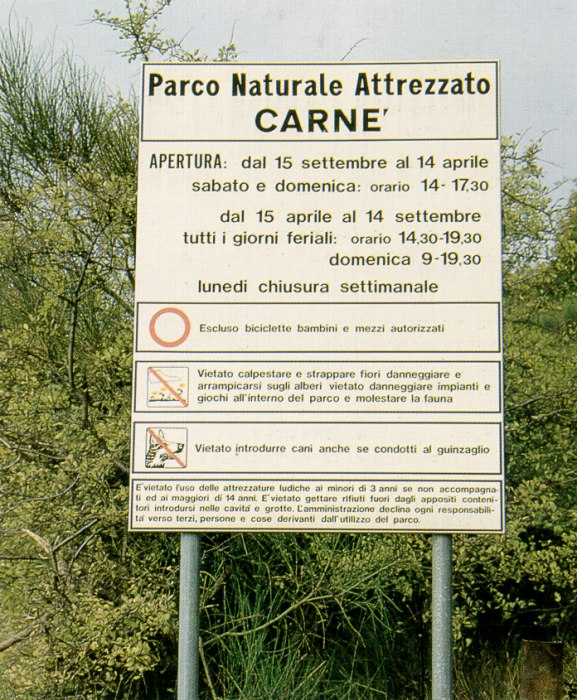 Parco Naturale Attrezzato
CARNE'
APERTURA: dal 15 settembre al 14 aprile
sabato e domenica: orario 14-17,30
dal 15 aprile al 14 settembre
tutti i giorni feriali: orario 14,30-19,30
domenica 9-19,30
lunedi chiusura settimanale
Escluso biciclette bambini e mezzi autorizzati
Vietato calpestare e strappare fiori danneggiare e
arrampicarsi sugli alberi vietato danneggiare impianti e
giochi all'interno del parco e molestare la fauna
Vietato introdurre cani anche se condotti al guinzaglio
E' vietato l'uso delle attrezzature ludiche ai minori di 3 anni se non accompagna-
ti ed ai maggiori di 14 anni. E' vietato gettare rifiuti fuori dagli appositi conteni-
tori introdursi nelle cavita' e grotte. L'amministrazione declina ogni responsabili-
ta' verso terzi, persone e cose derivanti dall'utilizzo del parco.